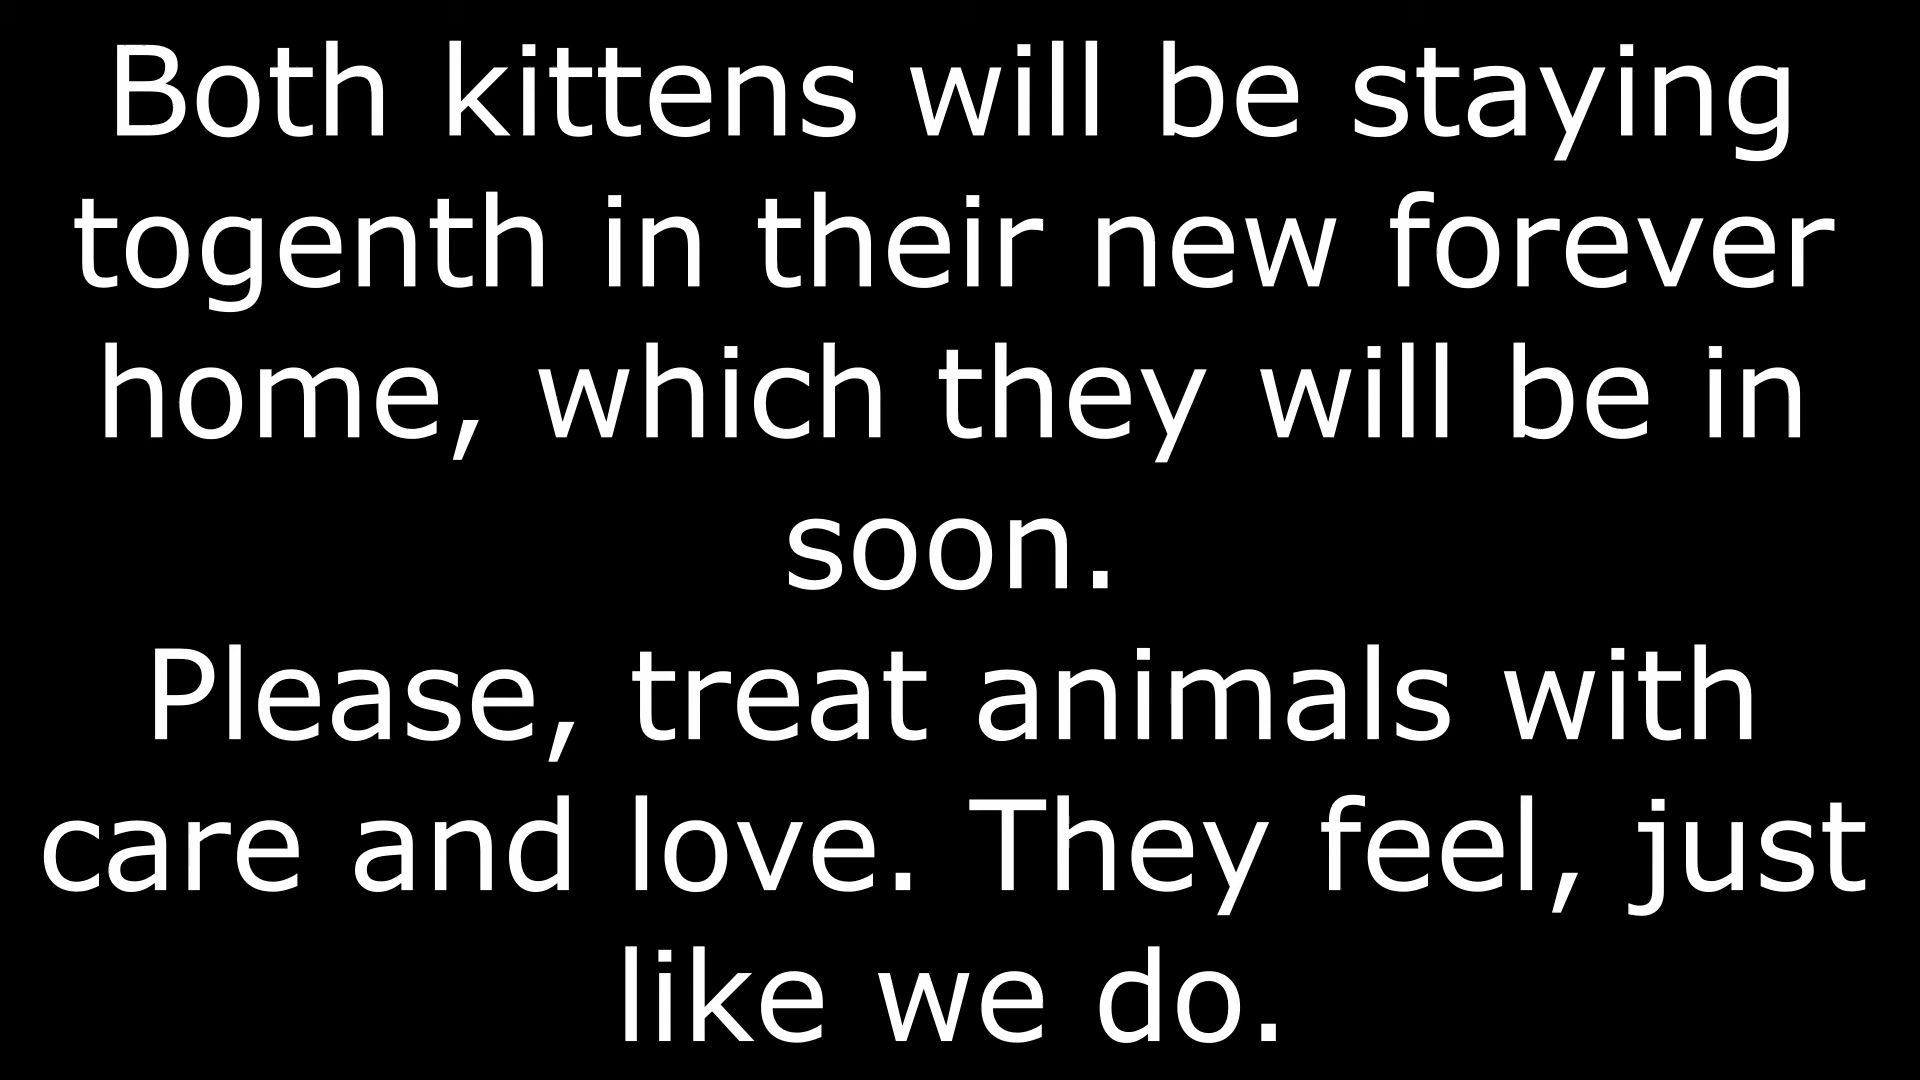 Both kittens will be staying
togenth in their new forever
home, which they will be in
soon.
Please, treat animals with
care and love. They feel, just
like we do.